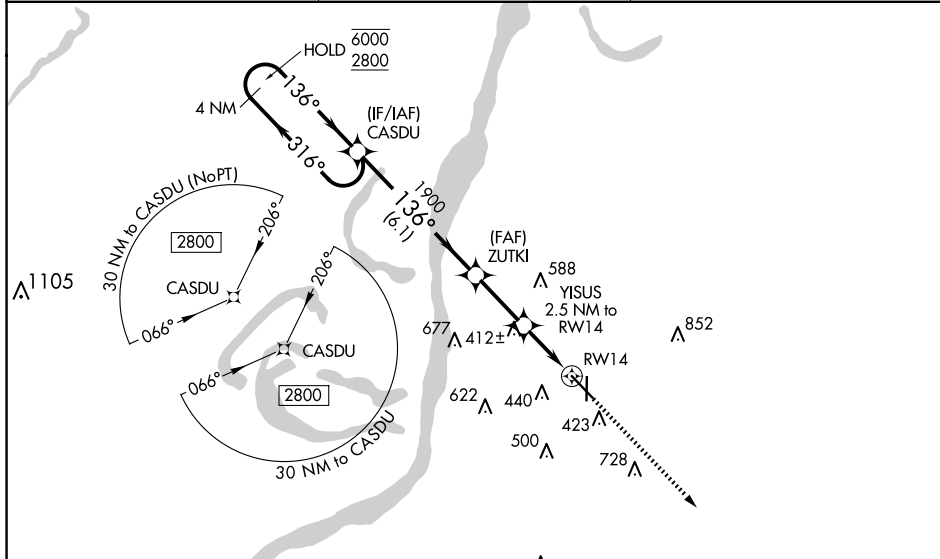 HOLD 6000
2800
4 NM
136°
316°
(IF/IAF)
CASDU
1900
136°
(6.1)
(FAF)
ZUTKI
588
YISUS
2.5 NM to
RW14
RW14
30 NM to CASDU (NoPT)
2800
206°
CASDU
066°
1105
206°
CASDU
066°
2800
30 NM to CASDU
677
412±
852
622
440
423
500
728